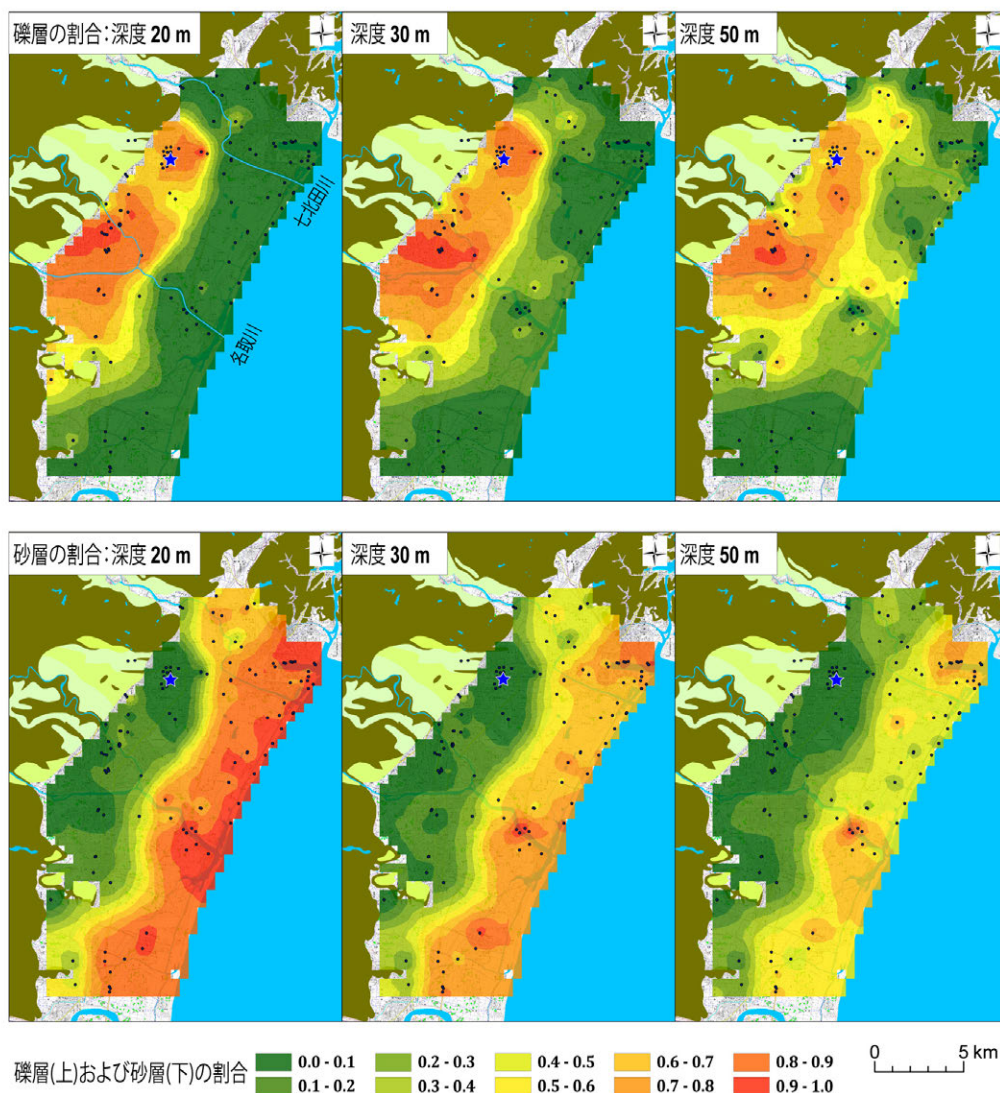 礫層の割合:深度 20 m
深度 30 m
深度 50 m
七北田川
名取川
砂層の割合:深度 20 m
深度 30 m
深度 50 m
礫層(上)および砂層(下)の割合
0.0 - 0.1
0.2 - 0.3
0.4 - 0.5
0.6 - 0.7
0.8 - 0.9
0.1 - 0.2
0.3 - 0.4
0.5 - 0.6
0.7 - 0.8
0.9 - 1.0
0
5 km